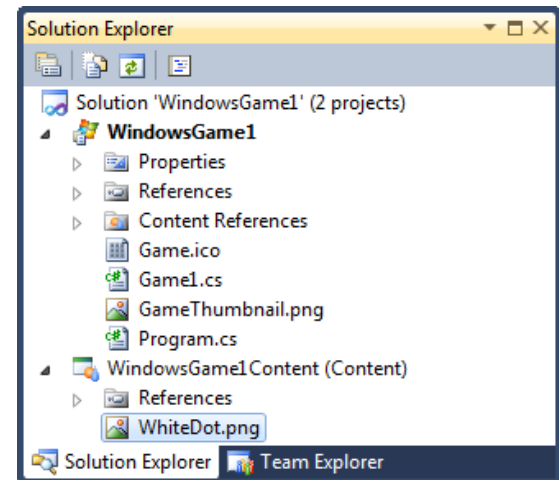 Solution Explorer
Solution 'WindowsGame1' (2 projects)
WindowsGame1
Properties
References
Content References
Game.ico
Game1.cs
GameThumbnail.png
Program.cs
WindowsGame1Content (Content)
References
WhiteDot.png
Solution Explorer Team Explorer